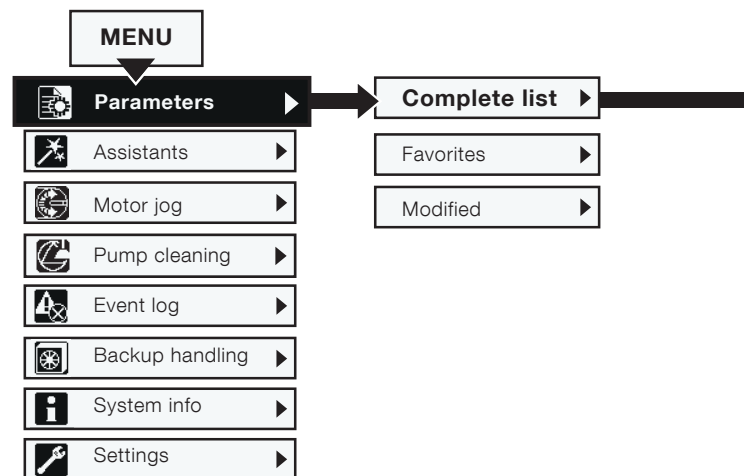 MENU
Parameters
Assistants
Motor jog
Pump cleaning
Event log
Backup handling
System info
Settings
Complete list
Favorites
Modified